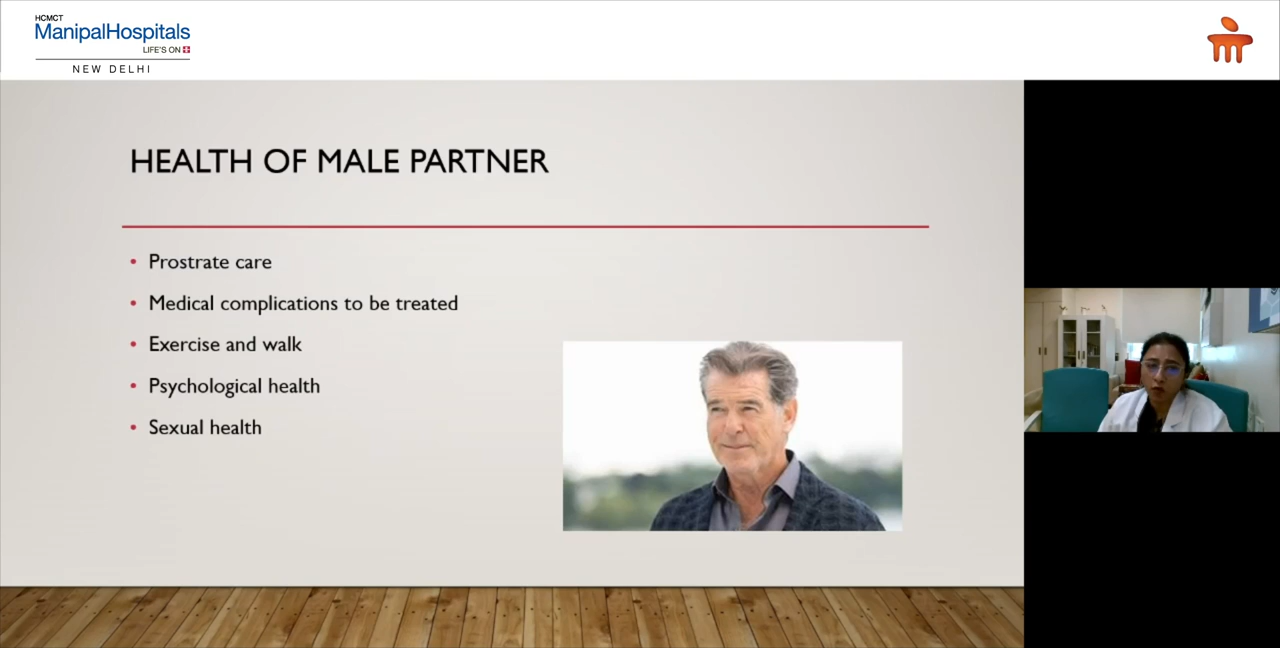 HCMCT
ManipalHospitals
LIFE'S ON
NEW DELHI
HEALTH OF MALE PARTNER
• Prostrate care
• Medical complications to be treated
• Exercise and walk
• Psychological health
• Sexual health